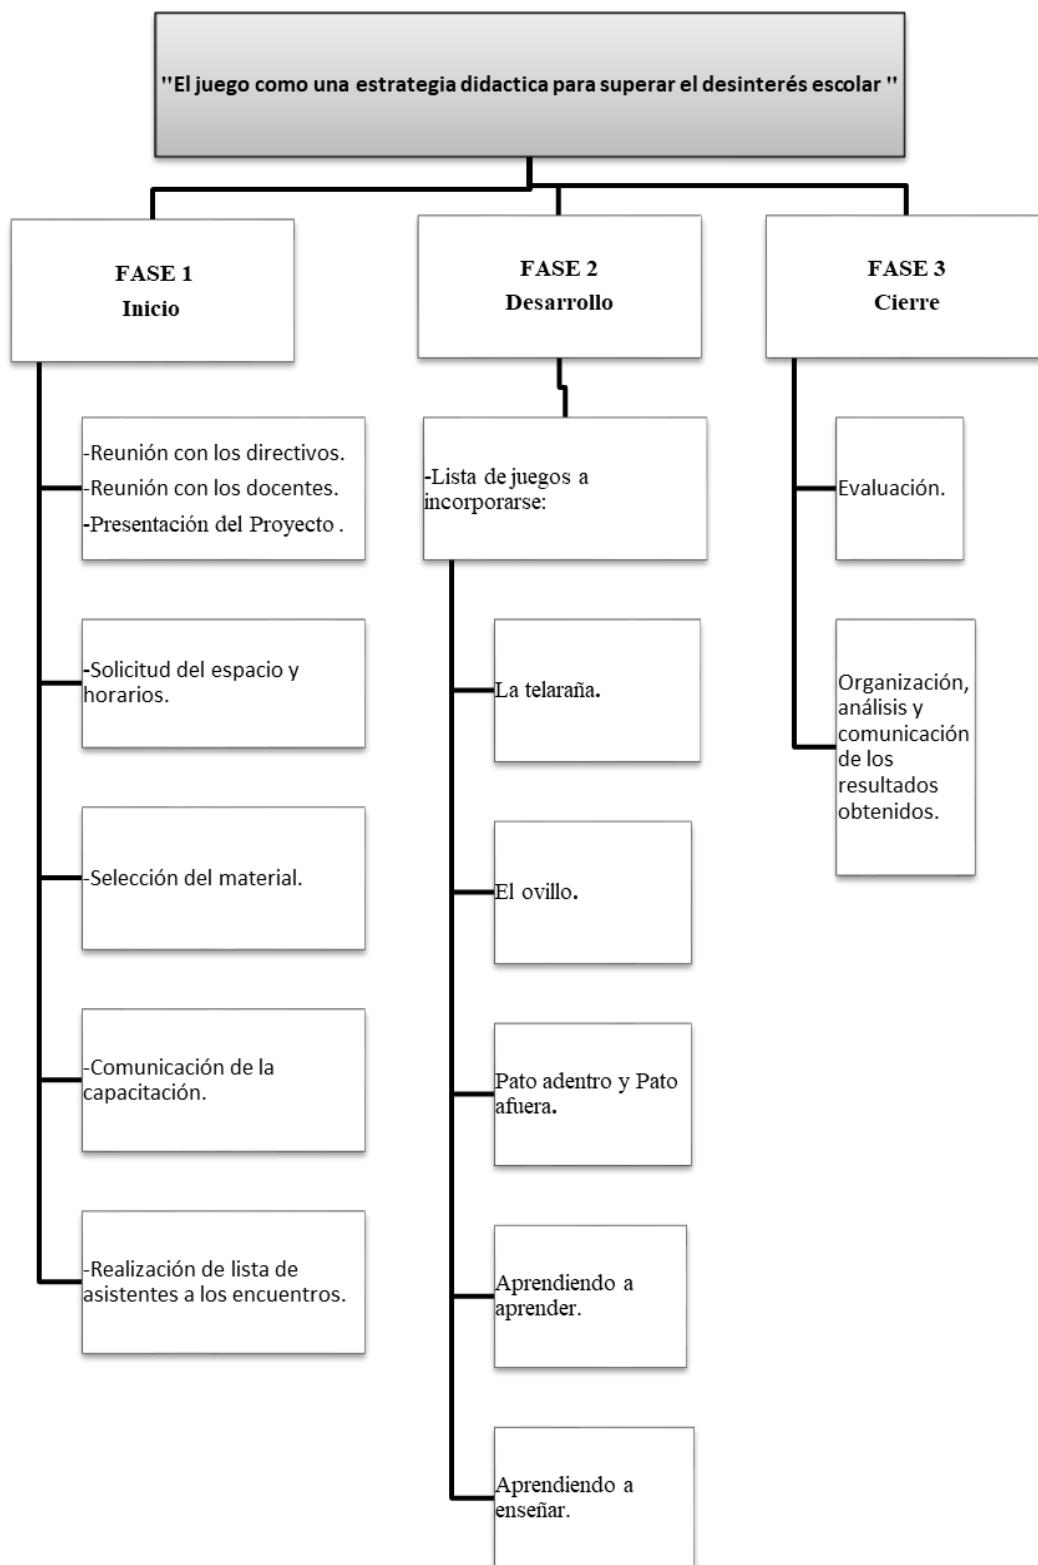 "El juego como una estrategia didactica para superar el desinterés escolar "
FASE 1
Inicio
-Reunión con los directivos.
-Reunión con los docentes.
-Presentación del Proyecto .
-Solicitud del espacio y
horarios.
-Selección del material.
-Comunicación de la
capacitación.
-Realización de lista de
asistentes a los encuentros.
FASE 2
Desarrollo
-Lista de juegos a
incorporarse:
La telaraña.
El ovillo.
Pato adentro y Pato
afuera.
Aprendiendo a
aprender.
Aprendiendo a
enseñar.
FASE 3
Cierre
Evaluación.
Organización,
análisis y
comunicación
de los
resultados
obtenidos.